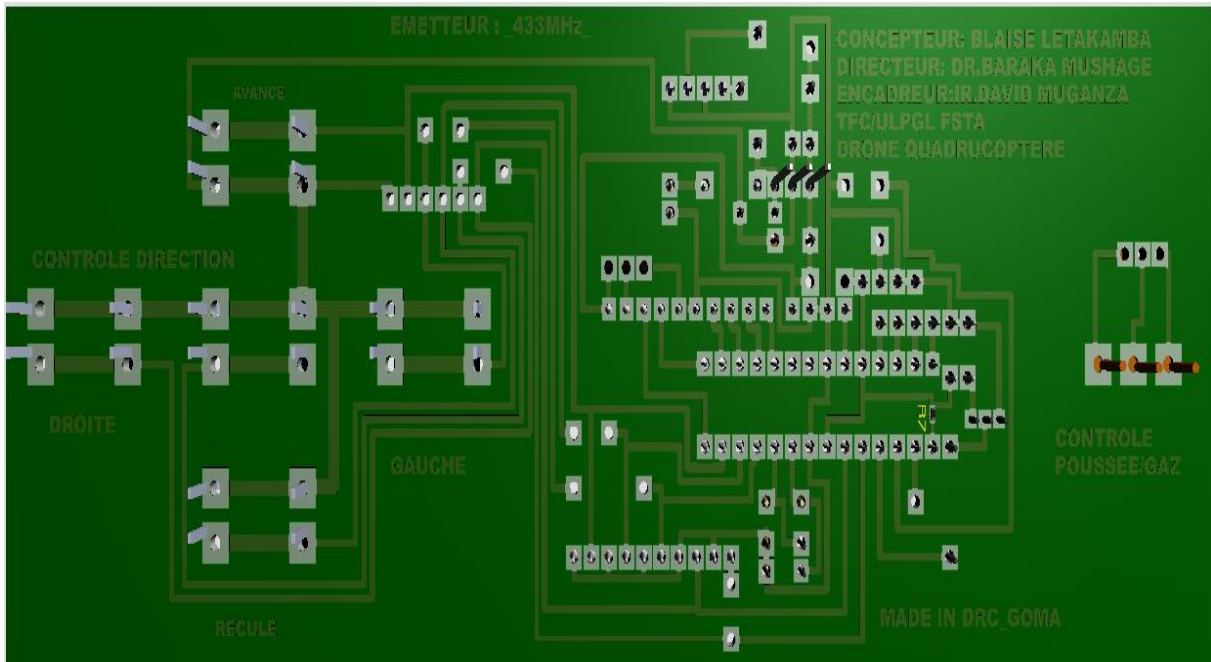 EMETTEUR : _433MHz_
CONCEPTEUR: BLAISE LETAKAMBA
DIRECTEUR: DR.BARAKA MUSHAGE
ENCADREUR:IR.DAVID MUGANZA
TFC/ULPGL FSTA
DRONE QUADRUCOPTERE
AVANCE
CONTROLE DIRECTION
DROITE
GAUCHE
R7
CONTROLE
POUSSEE/GAZ
RECULE
MADE IN DRC_GOMA